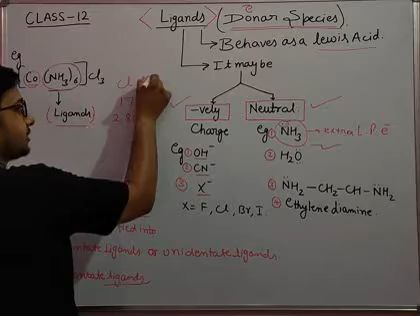 CLASS-12
Ligands (Donar Species)
Behaves as a lewis Acid.
It may be
eg
[Co(NH3)6]Cl3
(Ligands)
-vely
Charge
eg ① OH⁻
② CN⁻
③ X⁻
X = F, Cl, Br, I.
Neutral
eg ① NH3
② H2O
③ NH2-CH2-CH-NH2
④ ethylene diamine.
Ligands or unidentate ligands.
ligands